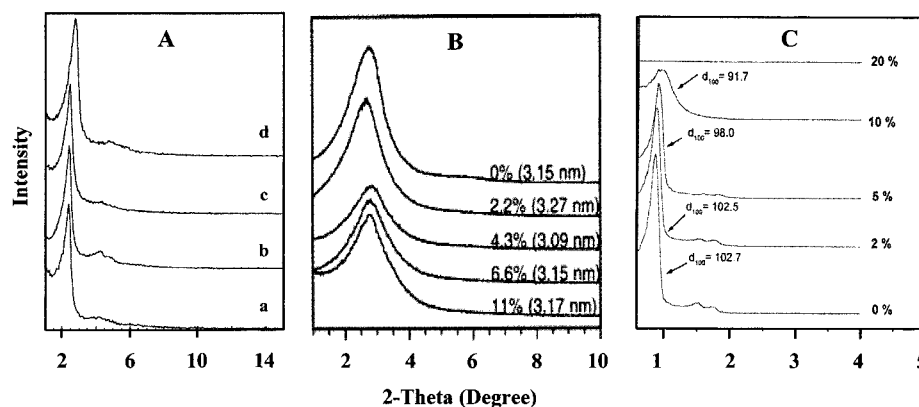 A
B
C
Intensity
d
c
b
a
0% (3.15 nm)
2.2% (3.27 nm)
4.3% (3.09 nm)
6.6% (3.15 nm)
11% (3.17 nm)
20 %
d100= 91.7
10 %
d100= 98.0
5 %
d100= 102.5
2 %
d100= 102.7
0 %
2 6 10 14
2 4 6 8 10
1 2 3 4 5
2-Theta (Degree)